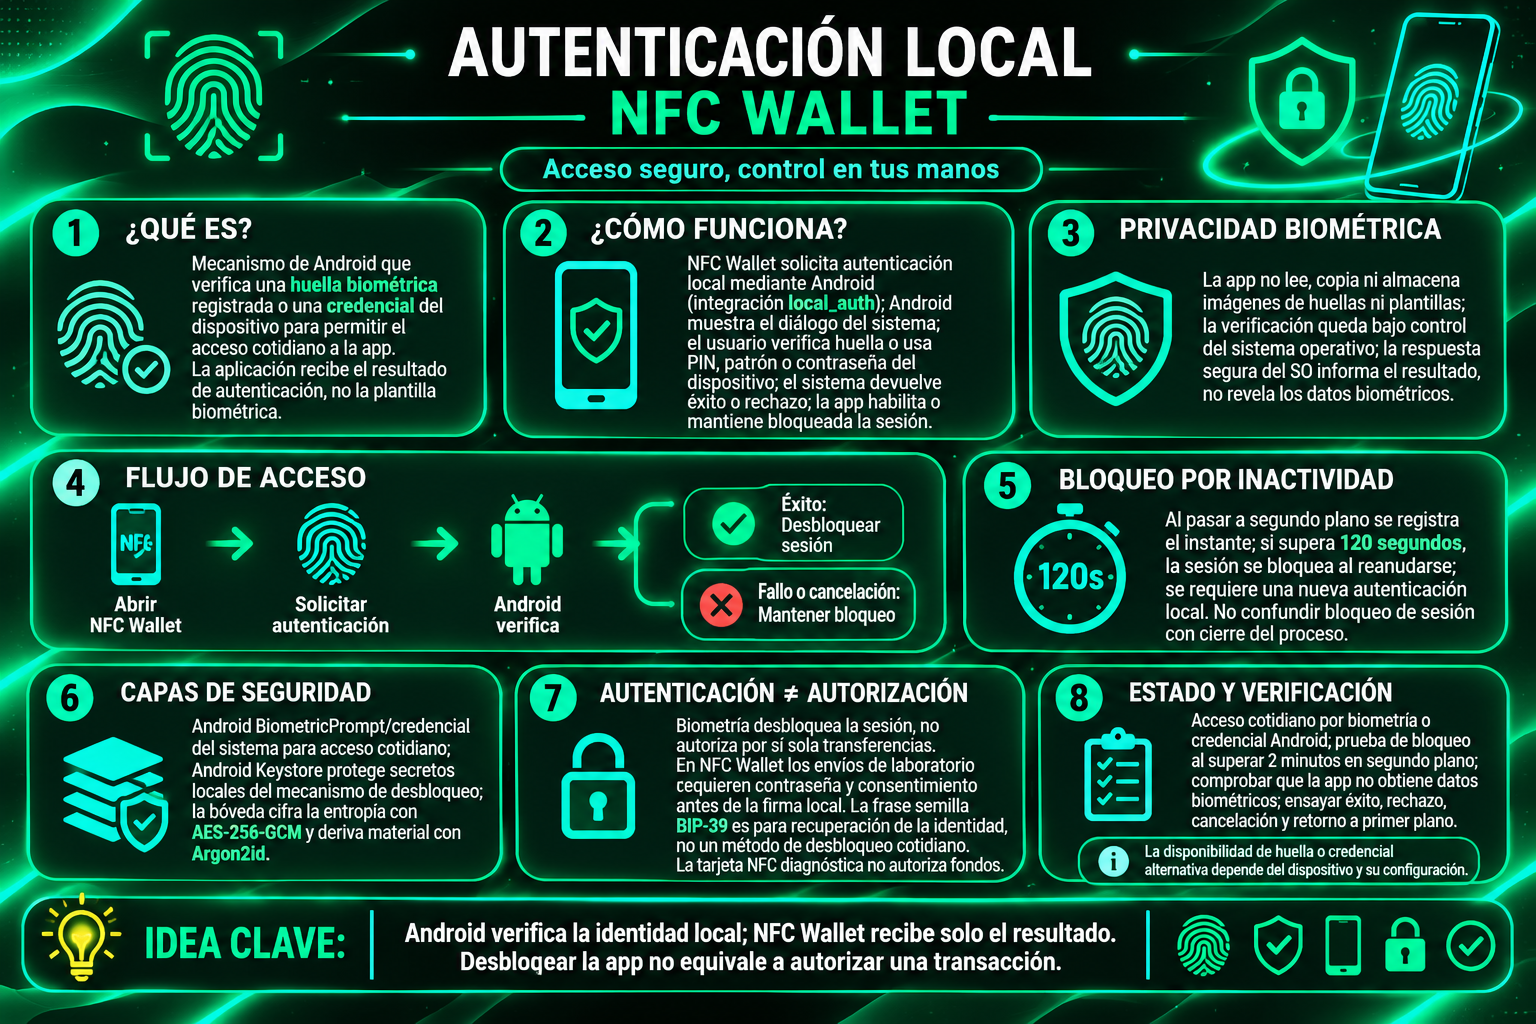 AUTENTICACIÓN LOCAL
NFC WALLET
Acceso seguro, control en tus manos
1
¿QUÉ ES?
Mecanismo de Android que
verifica una huella biométrica
registrada o una credencial del
dispositivo para permitir el
acceso cotidiano a la app.
La aplicación recibe el resultado
de autenticación, no la plantilla
biométrica.
2
¿CÓMO FUNCIONA?
NFC Wallet solicita autenticación
local mediante Android
(integración local_auth); Android
muestra el diálogo del sistema;
el usuario verifica huella o usa
PIN, patrón o contraseña del
dispositivo; el sistema devuelve
éxito o rechazo; la app habilita o
mantiene bloqueada la sesión.
3
PRIVACIDAD BIOMÉTRICA
La app no lee, copia ni almacena
imágenes de huellas ni plantillas;
la verificación queda bajo control
del sistema operativo; la respuesta
segura del SO informa el resultado,
no revela los datos biométricos.
4
FLUJO DE ACCESO
Abrir
NFC Wallet
Solicitar
autenticación
Android
verifica
Éxito:
Desbloquear
sesión
Fallo o cancelación:
Mantener bloqueo
5
BLOQUEO POR INACTIVIDAD
120s
Al pasar a segundo plano se registra
el instante; si supera 120 segundos,
la sesión se bloquea al reanudarse;
se requiere una nueva autenticación
local. No confundir bloqueo de sesión
con cierre del proceso.
6
CAPAS DE SEGURIDAD
Android BiometricPrompt/credencial
del sistema para acceso cotidiano;
Android Keystore protege secretos
locales del mecanismo de desbloqueo;
la bóveda cifra la entropía con
AES-256-GCM y deriva material con
Argon2id.
7
AUTENTICACIÓN ≠ AUTORIZACIÓN
Biometría desbloquea la sesión, no
autoriza por sí sola transferencias.
En NFC Wallet los envíos de laboratorio
cequieren contraseña y consentimiento
antes de la firma local. La frase semilla
BIP-39 es para recuperación de la identidad,
no un método de desbloqueo cotidiano.
La tarjeta NFC diagnóstica no autoriza fondos.
8
ESTADO Y VERIFICACIÓN
Acceso cotidiano por biometría o
credencial Android; prueba de bloqueo
al superar 2 minutos en segundo plano;
comprobar que la app no obtiene datos
biométricos; ensayar éxito, rechazo,
cancelación y retorno a primer plano.
i
La disponibilidad de huella o credencial
alternativa depende del dispositivo y su configuración.
IDEA CLAVE:
Android verifica la identidad local; NFC Wallet recibe solo el resultado.
Desbloqear la app no equivale a autorizar una transacción.